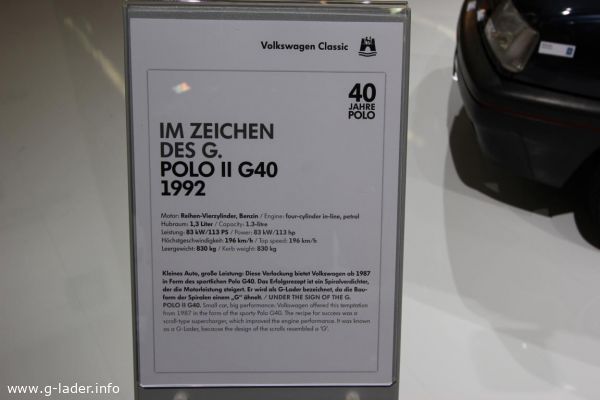 Volkswagen Classic
40
JAHRE
POLO
IM ZEICHEN
DES G.
POLO II G40
1992
Motor: Reihen-Vierzylinder, Benzin / Engine: four-cylinder in-line, petrol
Hubraum: 1,3 Liter / Capacity: 1.3-litre
Leistung: 83 kW/113 PS / Power: 83 kW/113 hp
Höchstgeschwindigkeit: 196 km/h / Top speed: 196 km/h
Leergewicht: 830 kg / Kerb weight: 830 kg
Kleines Auto, große Leistung: Diese Verlockung bietet Volkswagen ab 1987
in Form des sportlichen Polo G40. Das Erfolgsrezept ist ein Spiralverdichter,
der die Motorleistung steigert. Er wird als G-Lader bezeichnet, da die Bau-
form der Spiralen einem „G" ähnelt. / UNDER THE SIGN OF THE G.
POLO II G40. Small car, big performance: Volkswagen offered this temptation
from 1987 in the form of the sporty Polo G40. The recipe for success was a
scroll-type supercharger, which improved the engine performance. It was known
as a G-Lader, because the design of the scrolls resembled a 'G'.
www.g-lader.info